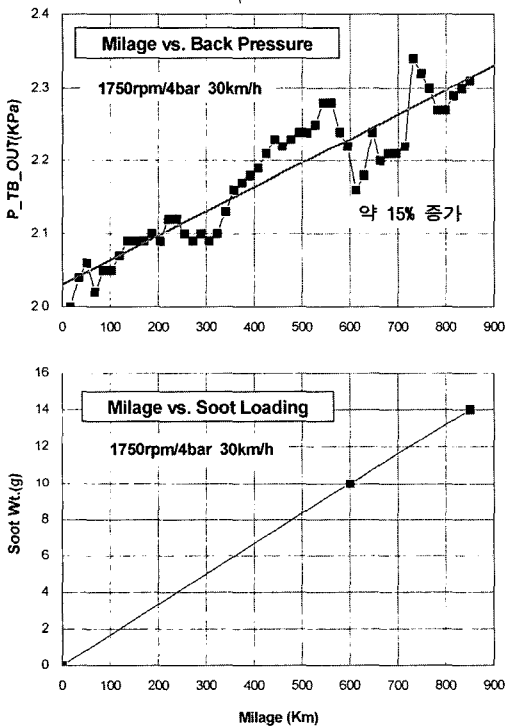 2.4
Milage vs. Back Pressure
1750rpm/4bar 30km/h
2.3
P_TB_OUT(KPa)
2.2
약 15% 증가
2.1
2.0
0 100 200 300 400 500 600 700 800 900
16
Milage vs. Soot Loading
14
1750rpm/4bar 30km/h
12
10
Soot Wt.(g)
8
6
4
2
0
0 100 200 300 400 500 600 700 800 900
Milage (Km)